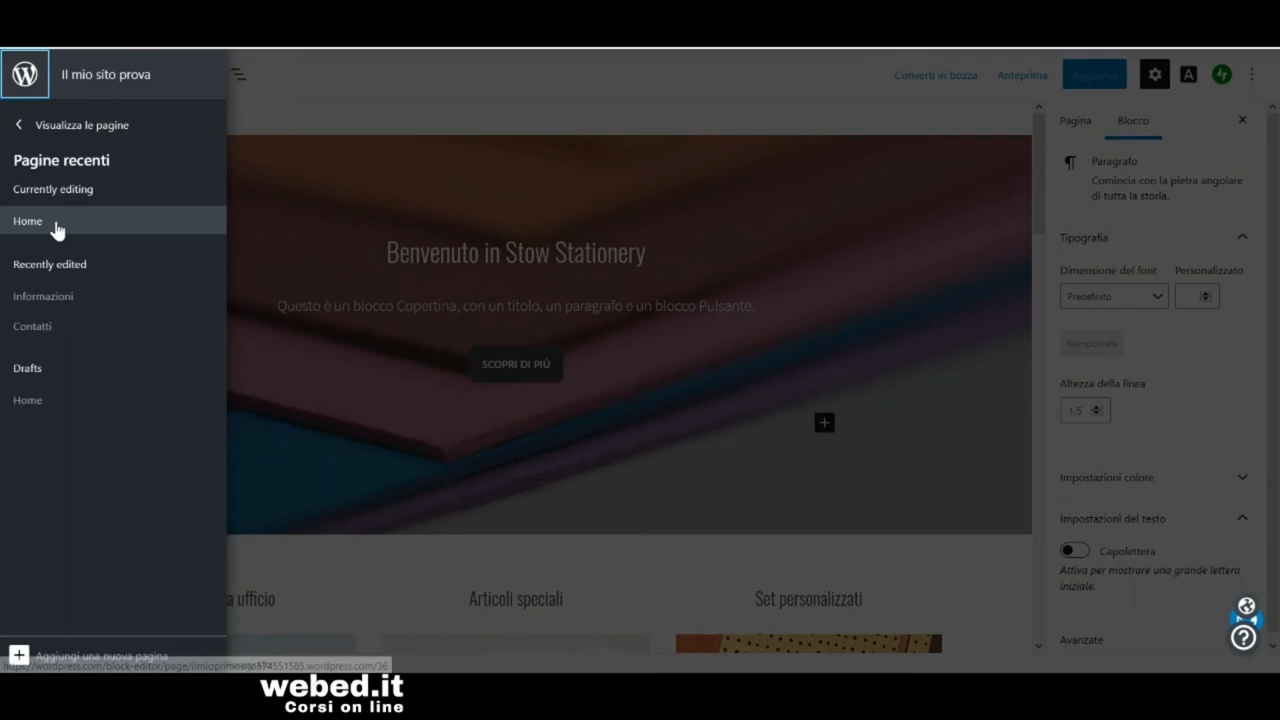 Il mio sito prova
Visualizza le pagine
Pagine recenti
Currently editing
Home
Recently edited
Informazioni
Contatti
Drafts
Home
Aggiungi una nuova pagina
Converti in bozza
Anteprima
Aggiorna
A
Benvenuto in Stow Stationery
Questo è un blocco Copertina, con un titolo, un paragrafo e un blocco Pulsante.
SCOPRI DI PIÙ
a ufficio
Articoli speciali
Set personalizzati
Pagina
Blocco
Paragrafo
Comincia con la pietra angolare
di tutta la storia.
Tipografia
Dimensione del font
Personalizzato
Predefinito
Reimpostare
Altezza della linea
1.5
Impostazioni colore
Impostazioni del testo
Capolettera
Attiva per mostrare una grande lettera
iniziale.
Avanzate
webed.it
Corsi on line